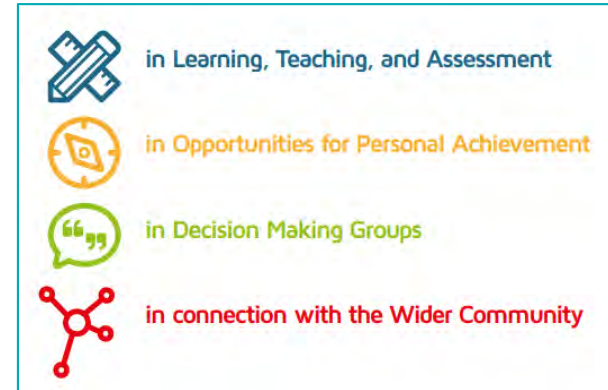 in Learning, Teaching, and Assessment
in Opportunities for Personal Achievement
in Decision Making Groups
in connection with the Wider Community